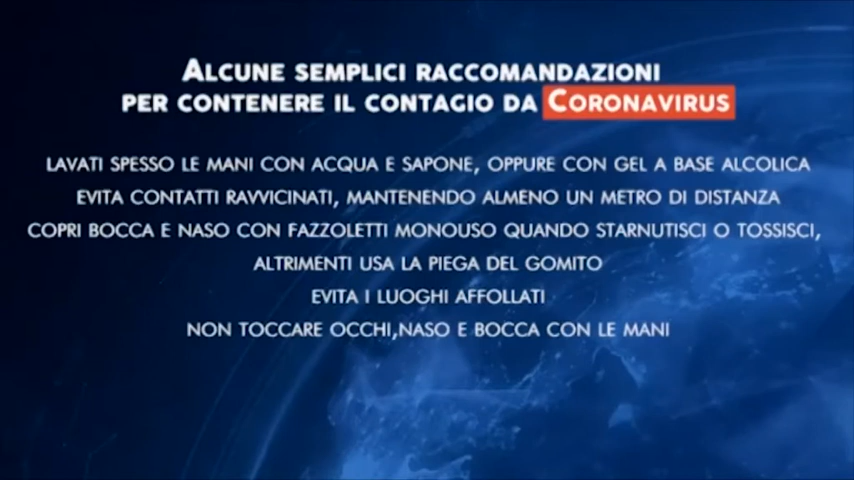 ALCUNE SEMPLICI RACCOMANDAZIONI
PER CONTENERE IL CONTAGIO DA CORONAVIRUS
LAVATI SPESSO LE MANI CON ACQUA E SAPONE, OPPURE CON GEL A BASE ALCOLICA
EVITA CONTATTI RAVVICINATI, MANTENENDO ALMENO UN METRO DI DISTANZA
COPRI BOCCA E NASO CON FAZZOLETTI MONOUSO QUANDO STARNUTISCI O TOSSISCI,
ALTRIMENTI USA LA PIEGA DEL GOMITO
EVITA I LUOGHI AFFOLLATI
NON TOCCARE OCCHI,NASO E BOCCA CON LE MANI